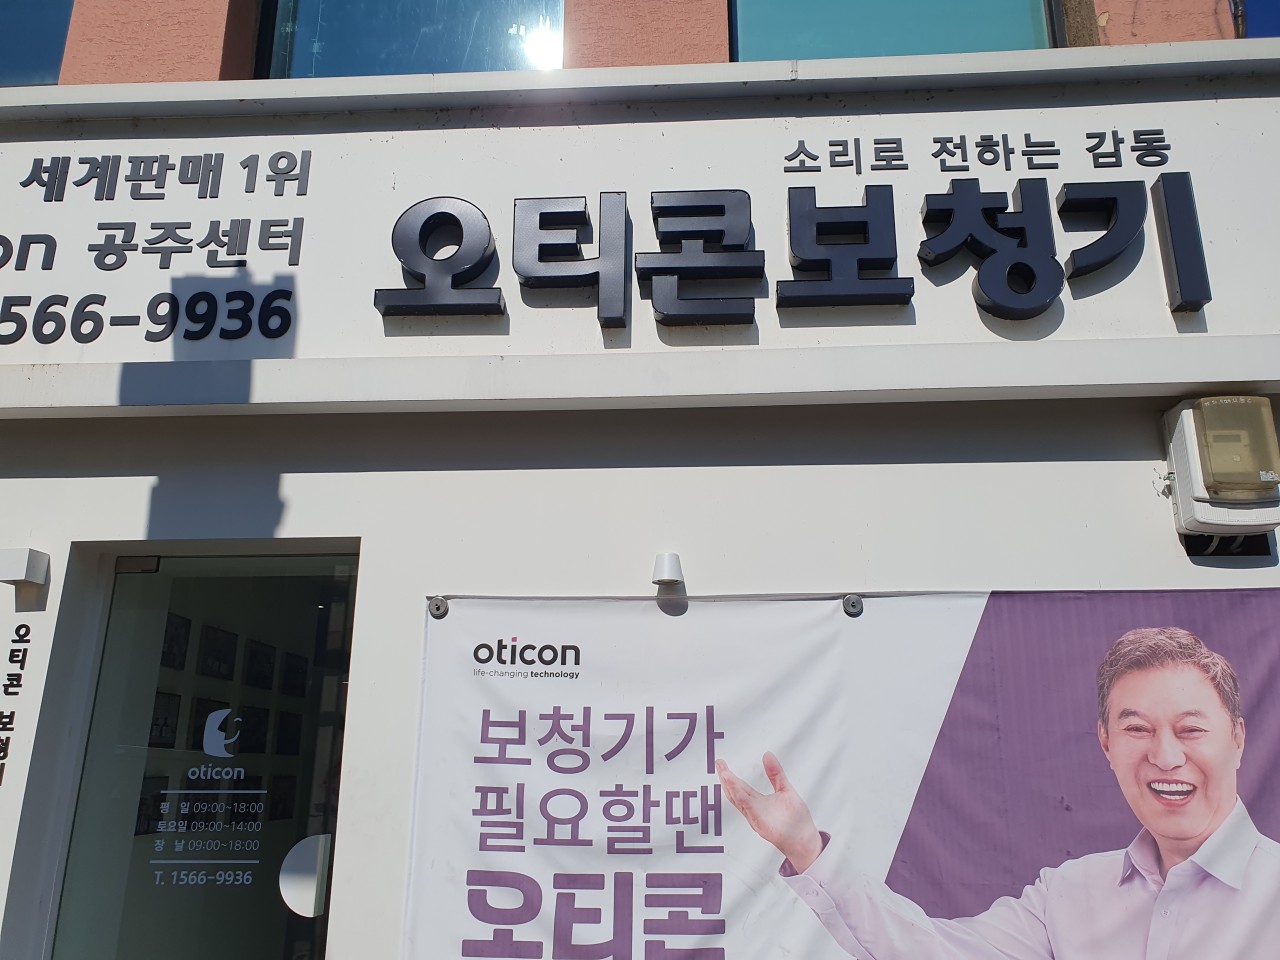 세계판매 1위
on 공주센터
566-9936
소리로 전하는 감동
오티콘보청기
oticon
life-changing technology
보청기가
필요할땐
오티콘
오티콘 보청기
oticon
평 일 09:00~18:00
토요일 09:00~14:00
장 날 09:00~18:00
T. 1566-9936